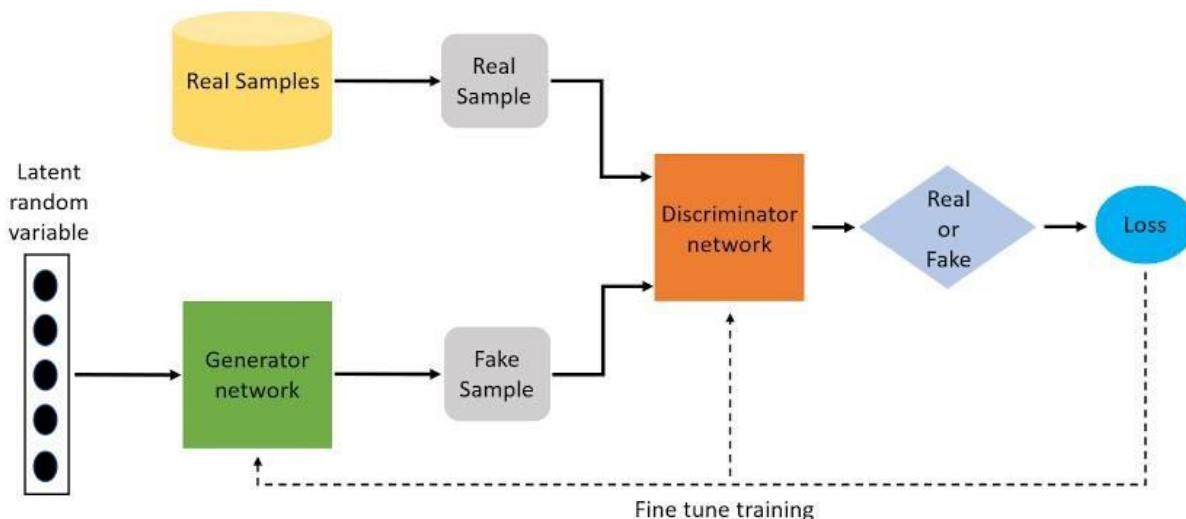 Real Samples
Real
Sample
Latent
random
variable
Discriminator
network
Real
or
Fake
Loss
Generator
network
Fake
Sample
Fine tune training